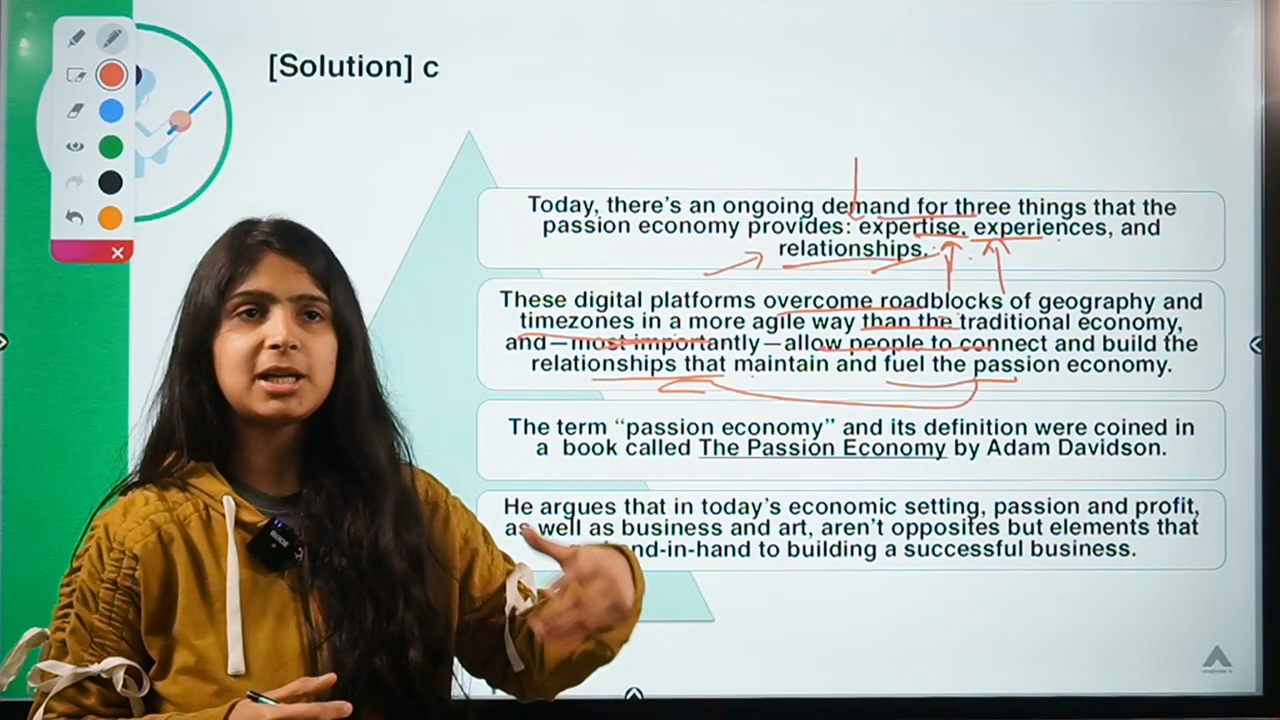 [Solution] c
Today, there's an ongoing demand for three things that the
passion economy provides: expertise, experiences, and
relationships.
These digital platforms overcome roadblocks of geography and
timezones in a more agile way than the traditional economy,
and—most importantly—allow people to connect and build the
relationships that maintain and fuel the passion economy.
The term “passion economy” and its definition were coined in
a book called The Passion Economy by Adam Davidson.
He argues that in today's economic setting, passion and profit,
as well as business and art, aren't opposites but elements that
to building a successful business.
RODE